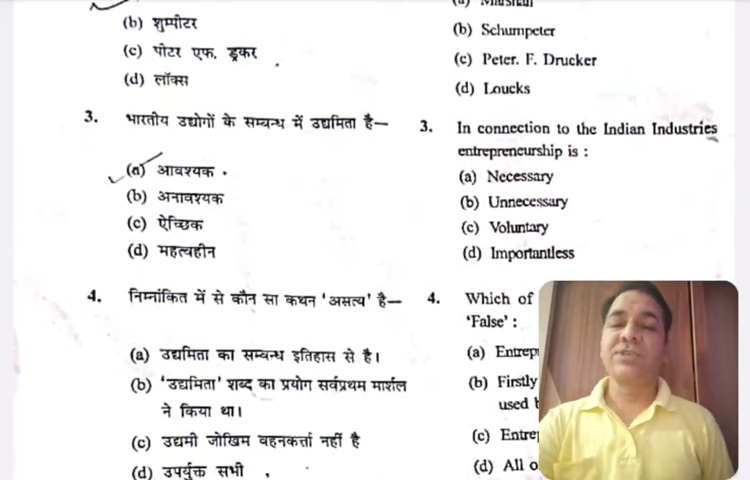 (b) शुम्पीटर
(c) पीटर एफ. ड्रकर
(d) लॉक्स
3. भारतीय उद्योगों के सम्बन्ध में उद्यमिता है—
(a) आवश्यक
(b) अनावश्यक
(c) ऐच्छिक
(d) महत्वहीन
4. निम्नांकित में से कौन सा कथन 'असत्य' है—
(a) उद्यमिता का सम्बन्ध इतिहास से है।
(b) 'उद्यमिता' शब्द का प्रयोग सर्वप्रथम मार्शल
ने किया था।
(c) उद्यमी जोखिम वहनकर्त्ता नहीं है
(d) उपर्युक्त सभी
(a) Marshall
(b) Schumpeter
(c) Peter. F. Drucker
(d) Loucks
3. In connection to the Indian Industries
entrepreneurship is :
(a) Necessary
(b) Unnecessary
(c) Voluntary
(d) Importantless
4. Which of
'False' :
(a) Entrep
(b) Firstly
used
(c) Entre
(d) All o